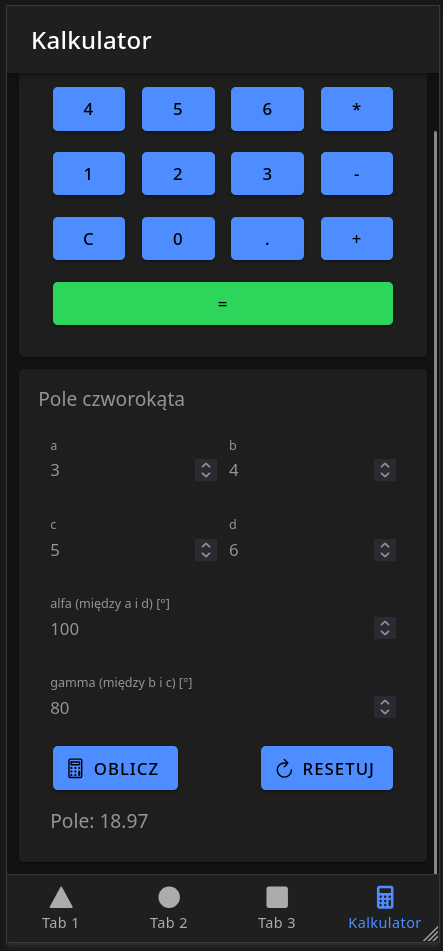 Kalkulator
4 5 6 *
1 2 3 -
C 0 . +
=
Pole czworokąta
a b
3 4
c d
5 6
alfa (między a i d) [°]
100
gamma (między b i c) [°]
80
OBLICZ RESETUJ
Pole: 18.97
Tab 1 Tab 2 Tab 3 Kalkulator